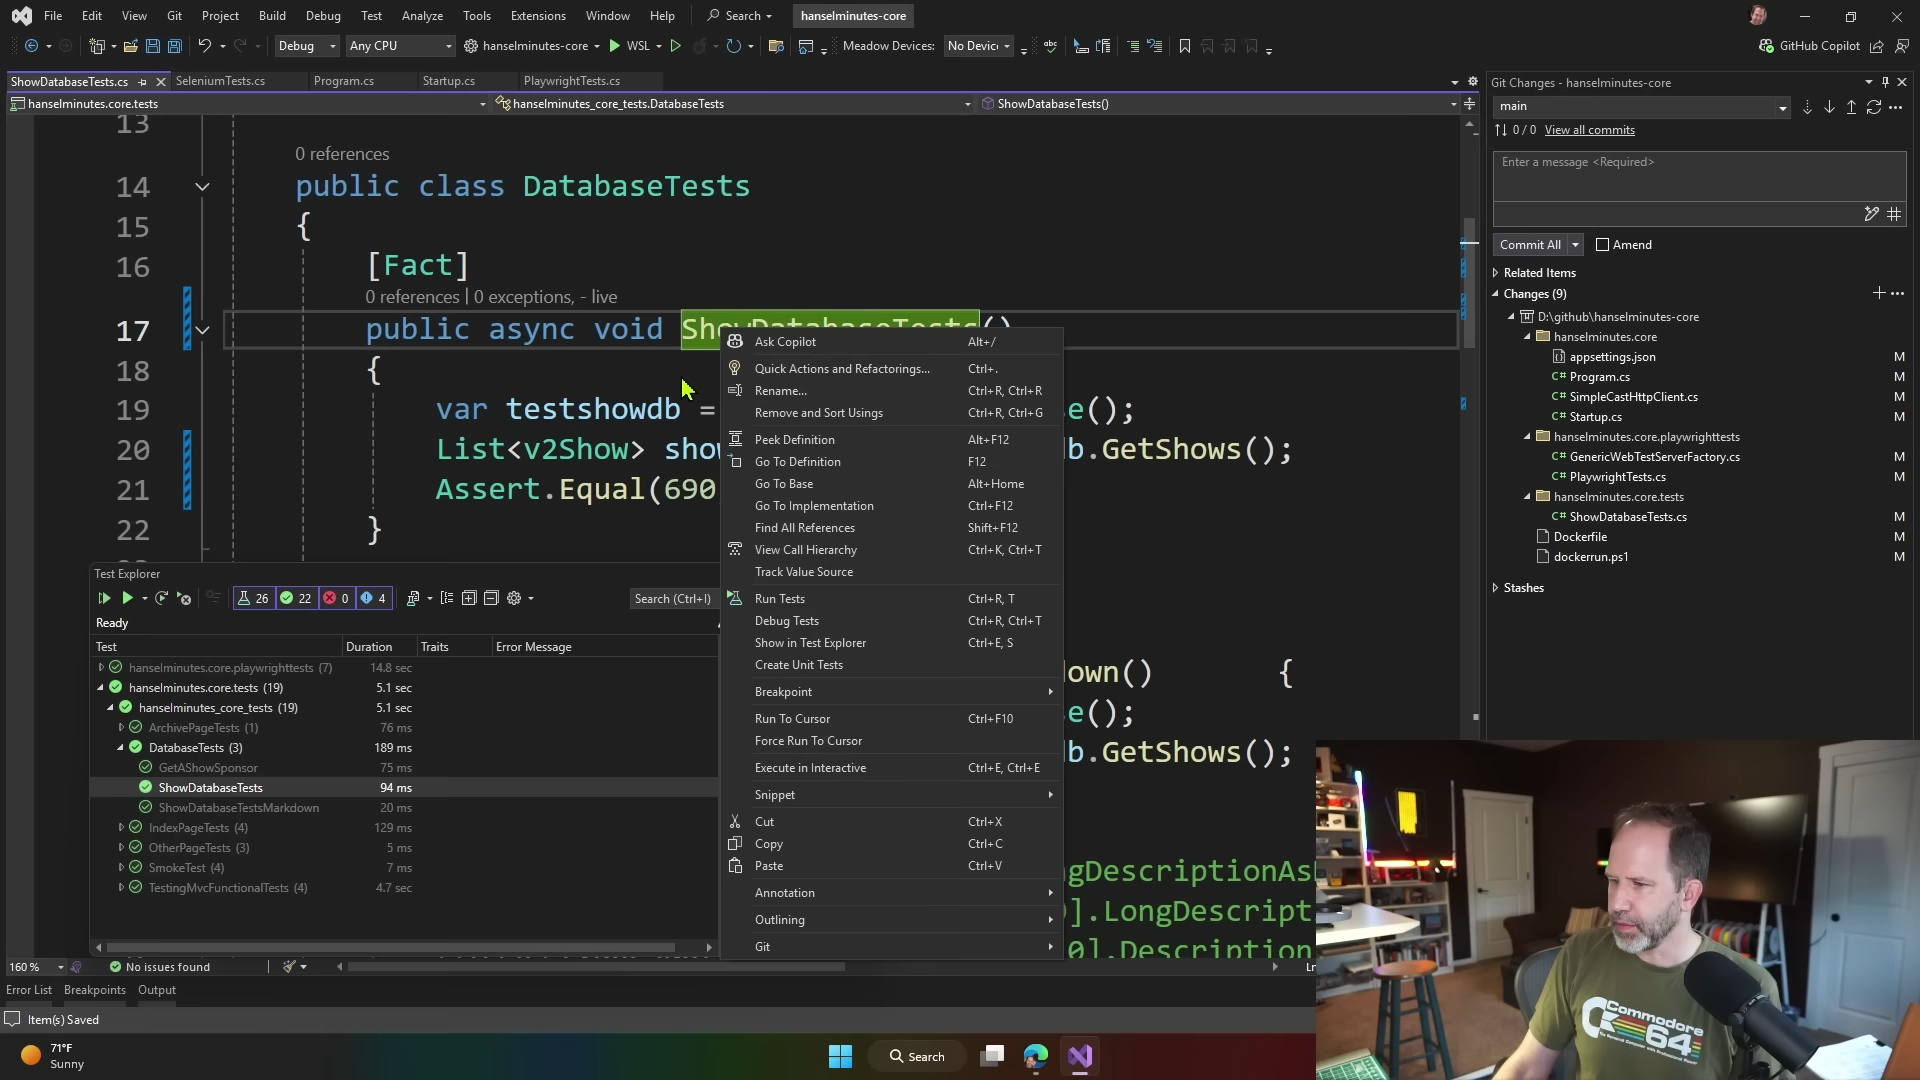 File Edit View Git Project Build Debug Test Analyze Tools Extensions Window Help Search hanselminutes-core
Debug Any CPU hanselminutes-core WSL Meadow Devices: No Devic GitHub Copilot
ShowDatabaseTests.cs SeleniumTests.cs Program.cs Startup.cs PlaywrightTests.cs
hanselminutes.core.tests hanselminutes_core_tests.DatabaseTests ShowDatabaseTests()
13
0 references
14 public class DatabaseTests
15 {
16 [Fact]
0 references | 0 exceptions, - live
17 public async void ShowDatabaseTests()
18 {
19 var testshowdb = e();
20 List<v2Show> show b.GetShows();
21 Assert.Equal(690
22 }
own() {
e();
b.GetShows();
gDescriptionAs
].LongDescript
0].Description
Ask Copilot Alt+/
Quick Actions and Refactorings... Ctrl+.
Rename... Ctrl+R, Ctrl+R
Remove and Sort Usings Ctrl+R, Ctrl+G
Peek Definition Alt+F12
Go To Definition F12
Go To Base Alt+Home
Go To Implementation Ctrl+F12
Find All References Shift+F12
View Call Hierarchy Ctrl+K, Ctrl+T
Track Value Source
Run Tests Ctrl+R, T
Debug Tests Ctrl+R, Ctrl+T
Show in Test Explorer Ctrl+E, S
Create Unit Tests
Breakpoint
Run To Cursor Ctrl+F10
Force Run To Cursor
Execute in Interactive Ctrl+E, Ctrl+E
Snippet
Cut Ctrl+X
Copy Ctrl+C
Paste Ctrl+V
Annotation
Outlining
Git
Test Explorer
26 22 0 4 Search (Ctrl+I)
Ready
Test Duration Traits Error Message
hanselminutes.core.playwrighttests (7) 14.8 sec
hanselminutes.core.tests (19) 5.1 sec
hanselminutes_core_tests (19) 5.1 sec
ArchivePageTests (1) 76 ms
DatabaseTests (3) 189 ms
GetAShowSponsor 75 ms
ShowDatabaseTests 94 ms
ShowDatabaseTestsMarkdown 20 ms
IndexPageTests (4) 129 ms
OtherPageTests (3) 5 ms
SmokeTest (4) 7 ms
TestingMvcFunctionalTests (4) 4.7 sec
160 % No issues found Ln
Error List Breakpoints Output
Item(s) Saved
Git Changes - hanselminutes-core
main
0 / 0 View all commits
Enter a message <Required>
Commit All Amend
Related Items
Changes (9)
D:\github\hanselminutes-core
hanselminutes.core
appsettings.json M
C# Program.cs M
C# SimpleCastHttpClient.cs M
C# Startup.cs M
hanselminutes.core.playwrighttests
C# GenericWebTestServerFactory.cs M
C# PlaywrightTests.cs M
hanselminutes.core.tests
C# ShowDatabaseTests.cs M
Dockerfile M
dockerrun.ps1 M
Stashes
Commodore
64
71°F
Sunny
Search